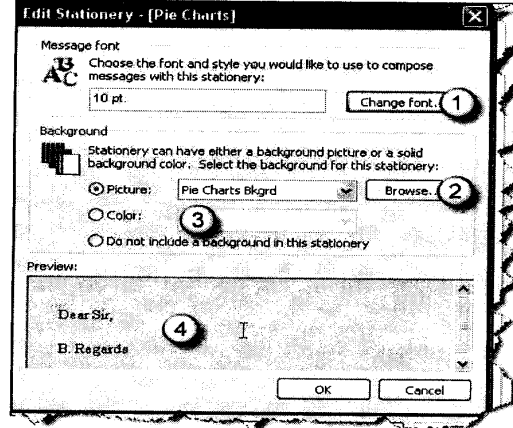 Edit Stationery - [Pie Charts]
Message font
Choose the font and style you would like to use to compose
messages with this stationery:
10 pt.
Change font.. 1
Background
Stationery can have either a background picture or a solid
background color. Select the background for this stationery:
Picture: Pie Charts Bkgrd Browse.. 2
Color: 3
Do not include a background in this stationery
Preview:
Dear Sir,
4
B. Regards
OK Cancel